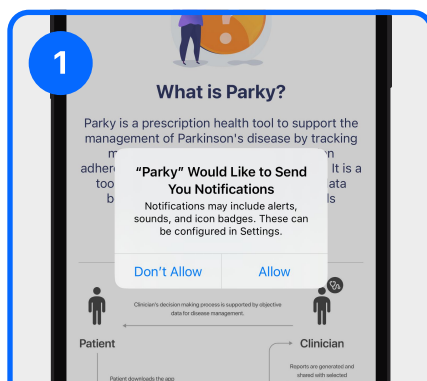 1
What is Parky?
Parky is a prescription health tool to support the
management of Parkinson's disease by tracking
m n
adhere It is a
too ata
b ls
“Parky” Would Like to Send
You Notifications
Notifications may include alerts,
sounds, and icon badges. These can
be configured in Settings.
Don’t Allow Allow
Clinician's decision making process is supported by objective
data for disease management.
Patient Clinician
Reports are generated and
shared with selected
Patient downloads the app